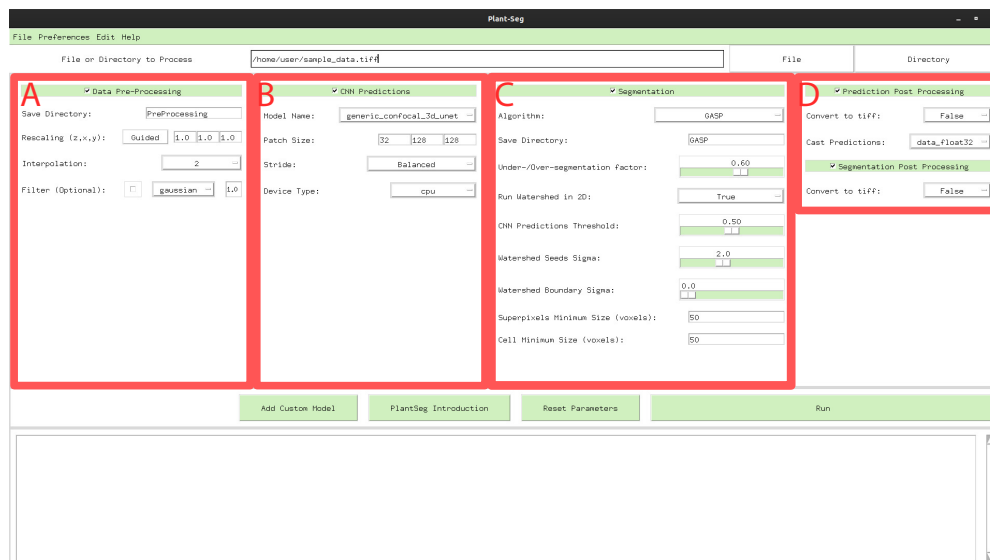 Plant-Seg
File Preferences Edit Help
File or Directory to Process /home/user/sample_data.tiff File Directory
A
Data Pre-Processing
Save Directory: PreProcessing
Rescaling (z,x,y): Guided 1.0 1.0 1.0
Interpolation: 2
Filter (Optional): gaussian 1.0
B
CNN Predictions
Model Name: generic_confocal_3d_unet
Patch Size: 32 128 128
Stride: Balanced
Device Type: cpu
C
Segmentation
Algorithm: GASP
Save Directory: GASP
Under-/Over-segmentation factor: 0.60
Run Watershed in 2D: True
CNN Predictions Threshold: 0.50
Watershed Seeds Sigma: 2.0
Watershed Boundary Sigma: 0.0
Superpixels Minimum Size (voxels): 50
Cell Minimum Size (voxels): 50
D
Prediction Post Processing
Convert to tiff: False
Cast Predictions: data_float32
Segmentation Post Processing
Convert to tiff: False
Add Custom Model PlantSeg Introduction Reset Parameters Run